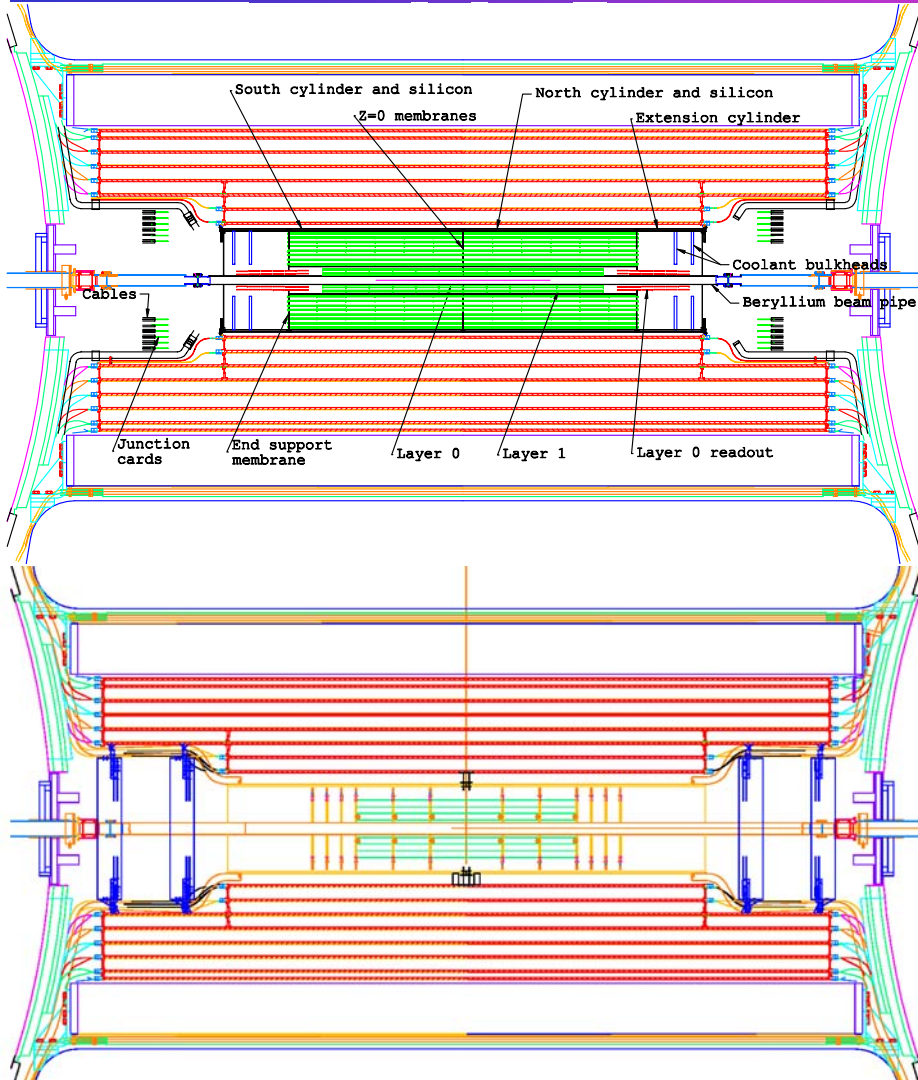 South cylinder and silicon
North cylinder and silicon
Z=0 membranes
Extension cylinder
Coolant bulkheads
Cables
Beryllium beam pipe
Junction
cards
End support
membrane
Layer 0
Layer 1
Layer 0 readout